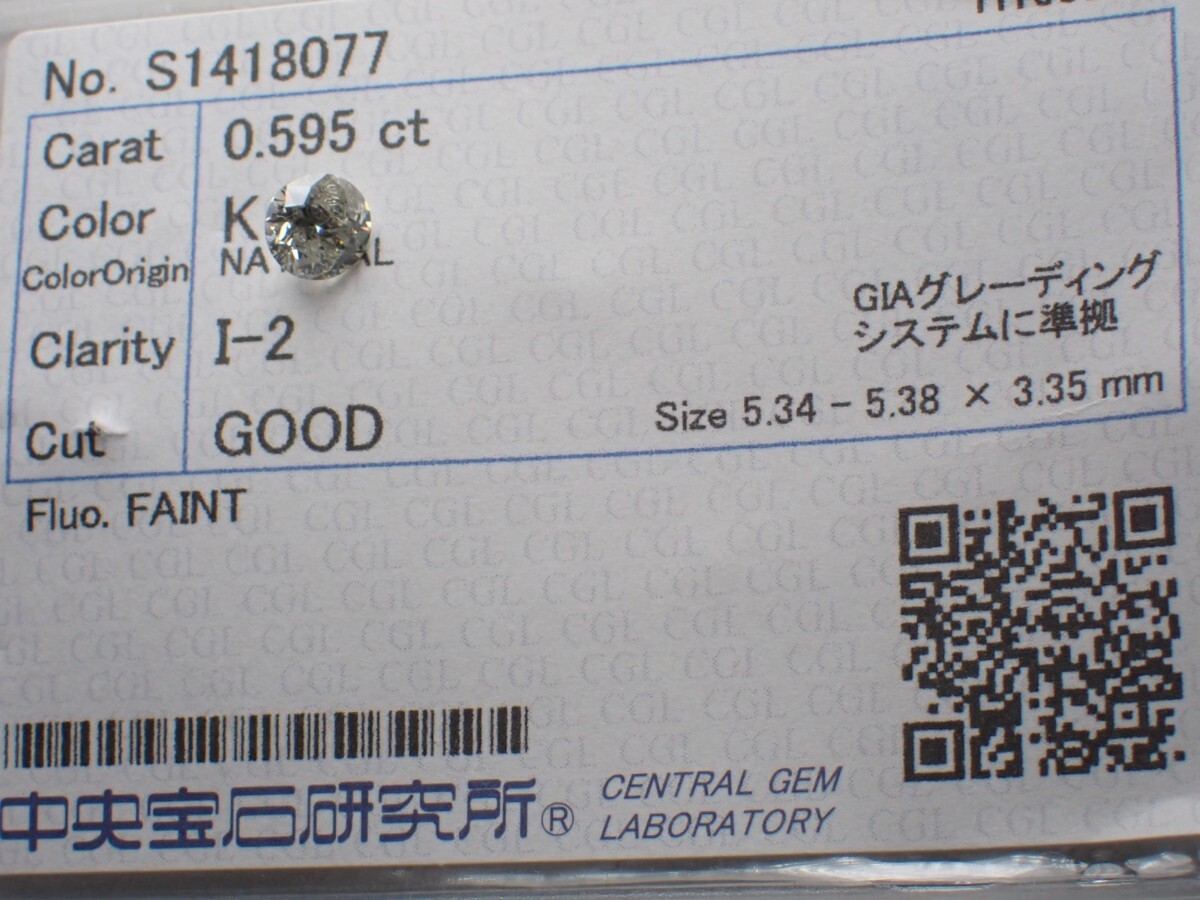 No. S1418077
Carat 0.595 ct
Color K
ColorOrigin
Clarity I-2
GIAグレーディング
システムに準拠
Cut GOOD
Size 5.34 - 5.38 × 3.35 mm
Fluo. FAINT
中央宝石研究所® CENTRAL GEM
LABORATORY